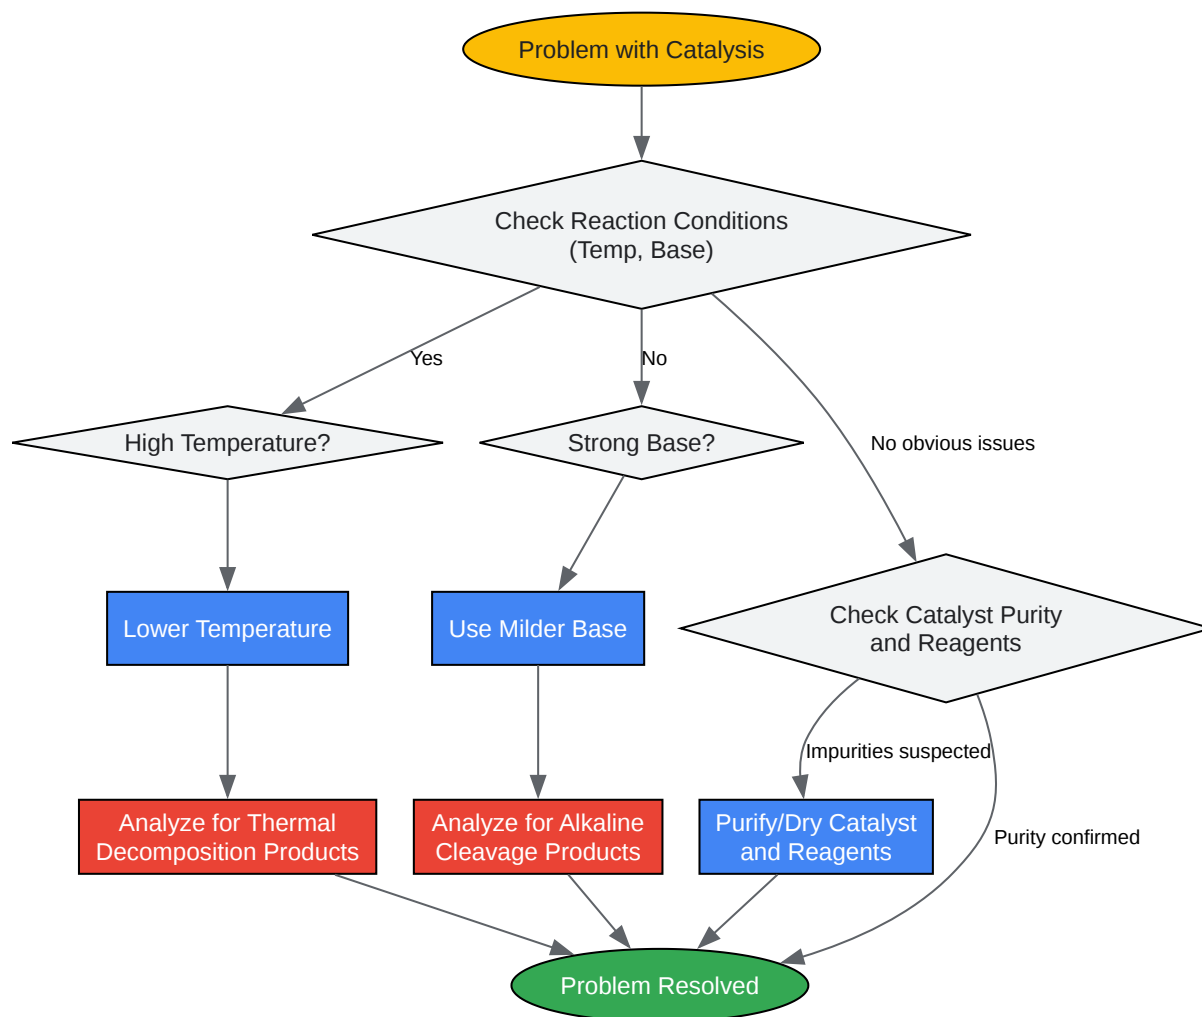 Problem with Catalysis
Check Reaction Conditions
(Temp, Base)
Yes
No
High Temperature?
Strong Base?
No obvious issues
Lower Temperature
Use Milder Base
Check Catalyst Purity
and Reagents
Impurities suspected
Analyze for Thermal
Decomposition Products
Analyze for Alkaline
Cleavage Products
Purify/Dry Catalyst
and Reagents
Purity confirmed
Problem Resolved